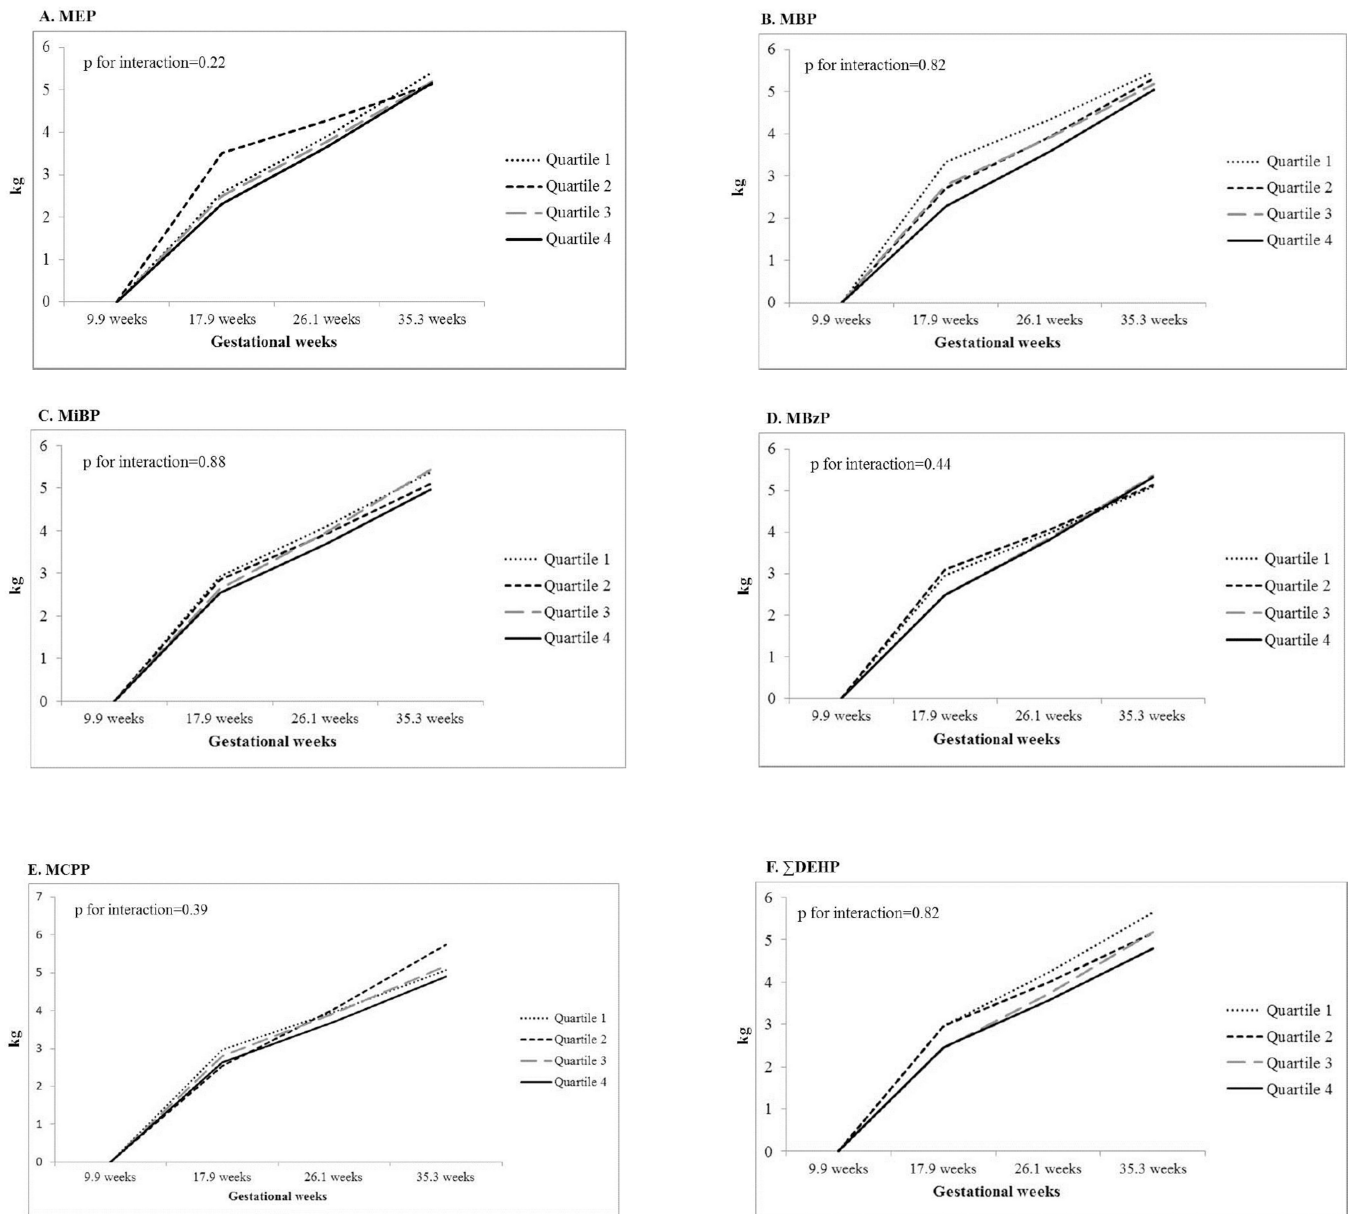 A. MEP
p for interaction=0.22
6
5
4
3
2
1
0
kg
9.9 weeks 17.9 weeks 26.1 weeks 35.3 weeks
Gestational weeks
Quartile 1
Quartile 2
Quartile 3
Quartile 4
B. MBP
p for interaction=0.82
6
5
4
3
2
1
0
kg
9.9 weeks 17.9 weeks 26.1 weeks 35.3 weeks
Gestational weeks
Quartile 1
Quartile 2
Quartile 3
Quartile 4
C. MiBP
p for interaction=0.88
6
5
4
3
2
1
0
kg
9.9 weeks 17.9 weeks 26.1 weeks 35.3 weeks
Gestational weeks
Quartile 1
Quartile 2
Quartile 3
Quartile 4
D. MBzP
p for interaction=0.44
6
5
4
3
2
1
0
kg
9.9 weeks 17.9 weeks 26.1 weeks 35.3 weeks
Gestational weeks
Quartile 1
Quartile 2
Quartile 3
Quartile 4
E. MCPP
p for interaction=0.39
7
6
5
4
3
2
1
0
kg
9.9 weeks 17.9 weeks 26.1 weeks 35.3 weeks
Gestational weeks
Quartile 1
Quartile 2
Quartile 3
Quartile 4
F. ∑DEHP
p for interaction=0.82
6
5
4
3
2
1
0
kg
9.9 weeks 17.9 weeks 26.1 weeks 35.3 weeks
Gestational weeks
Quartile 1
Quartile 2
Quartile 3
Quartile 4